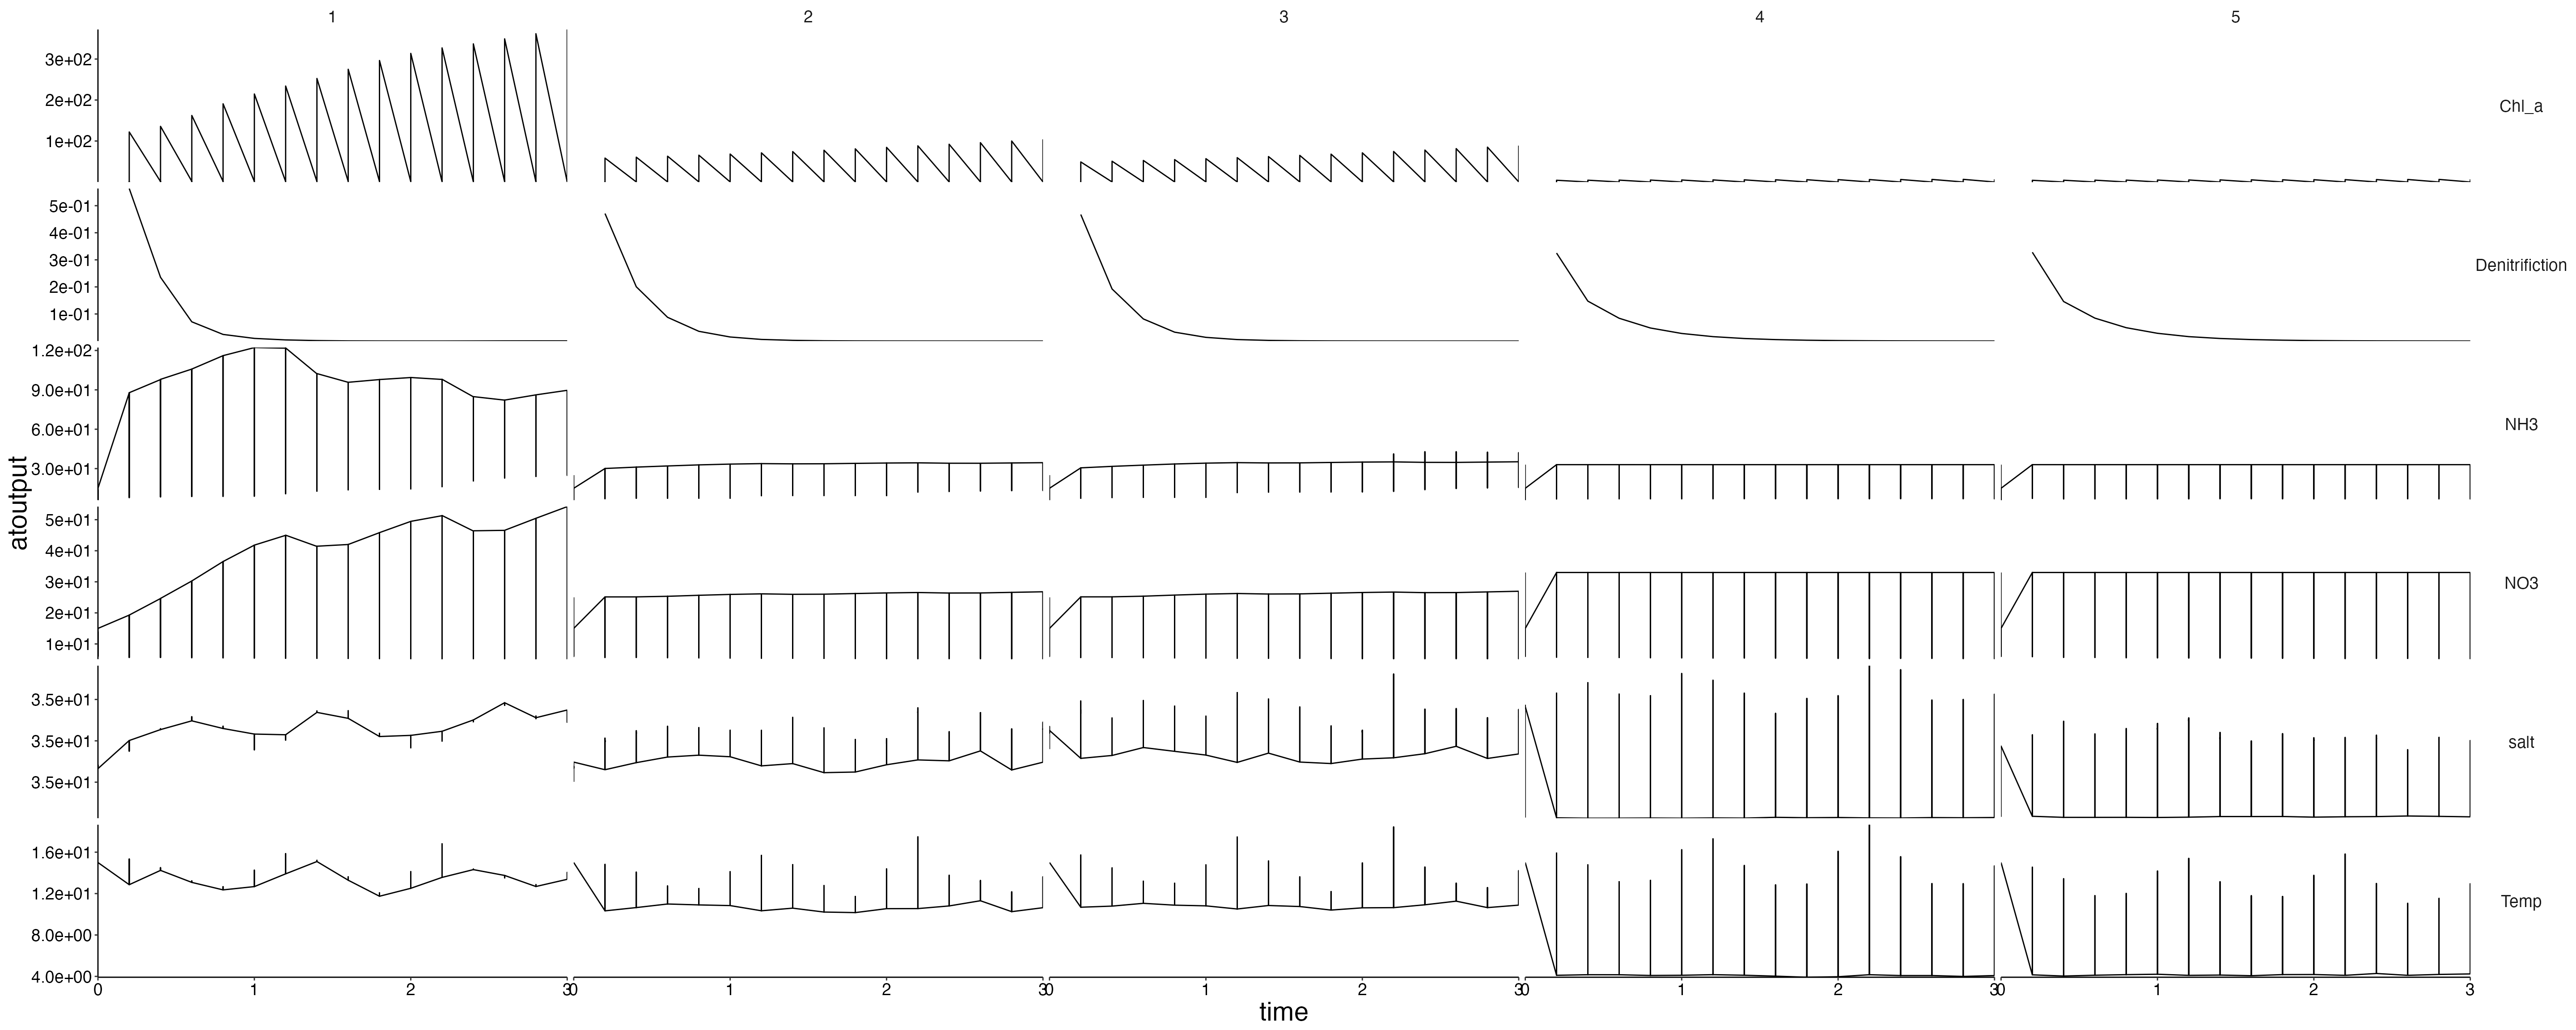 1 2 3 4 5
3e+02
2e+02
1e+02
Chl_a
5e-01
4e-01
3e-01
2e-01
1e-01
Denitrifiction
1.2e+02
9.0e+01
6.0e+01
3.0e+01
NH3
5e+01
4e+01
3e+01
2e+01
1e+01
NO3
3.5e+01
3.5e+01
3.5e+01
salt
1.6e+01
1.2e+01
8.0e+00
4.0e+00
Temp
0 1 2 3 0 1 2 3 0 1 2 3 0 1 2 3 0 1 2 3
time
atoutput